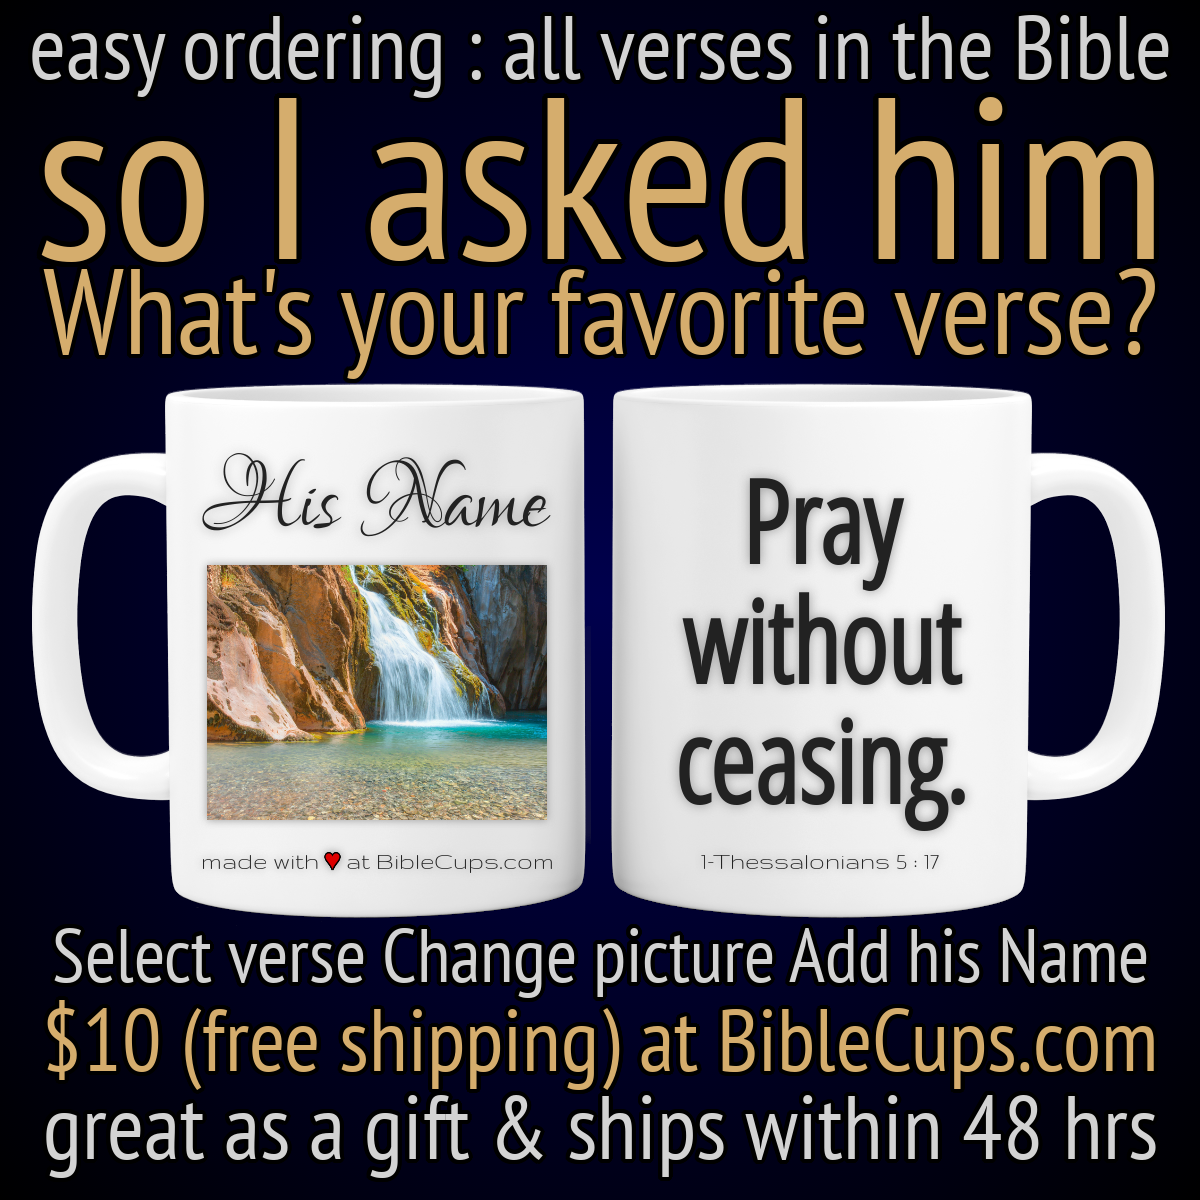 easy ordering : all verses in the Bible
so I asked him
What's your favorite verse?
His Name
made with ♥ at BibleCups.com
Pray
without
ceasing.
1-Thessalonians 5 : 17
Select verse Change picture Add his Name
$10 (free shipping) at BibleCups.com
great as a gift & ships within 48 hrs